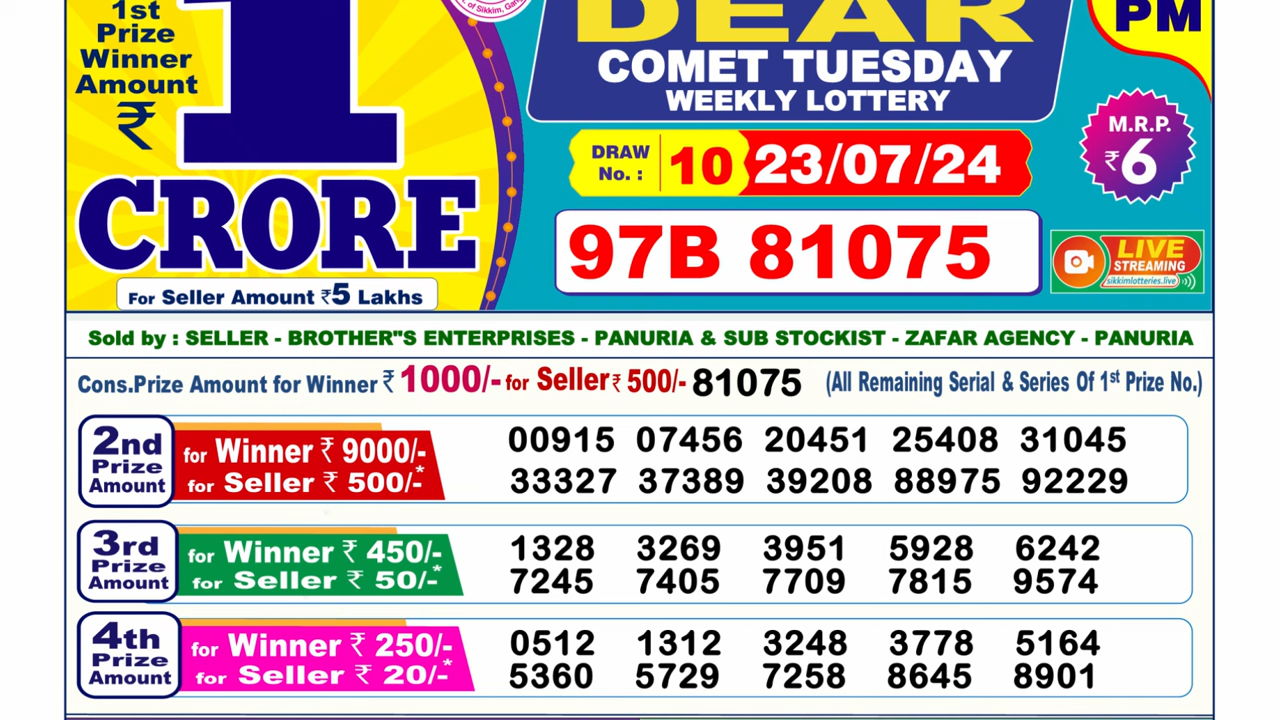 1st
Prize
Winner
Amount
₹
1
CRORE
For Seller Amount ₹5 Lakhs
of Sikkim, Gang
DEAR
COMET TUESDAY
WEEKLY LOTTERY
PM
DRAW
No. :
10
23/07/24
M.R.P.
₹6
97B 81075
LIVE
STREAMING
sikkimlotteries.live
Sold by : SELLER - BROTHER"S ENTERPRISES - PANURIA & SUB STOCKIST - ZAFAR AGENCY - PANURIA
Cons.Prize Amount for Winner ₹ 1000/- for Seller ₹ 500/- 81075 (All Remaining Serial & Series Of 1st Prize No.)
2nd
Prize
Amount
for Winner ₹ 9000/-
for Seller ₹ 500/-*
00915 07456 20451 25408 31045
33327 37389 39208 88975 92229
3rd
Prize
Amount
for Winner ₹ 450/-
for Seller ₹ 50/-*
1328 3269 3951 5928 6242
7245 7405 7709 7815 9574
4th
Prize
Amount
for Winner ₹ 250/-
for Seller ₹ 20/-*
0512 1312 3248 3778 5164
5360 5729 7258 8645 8901